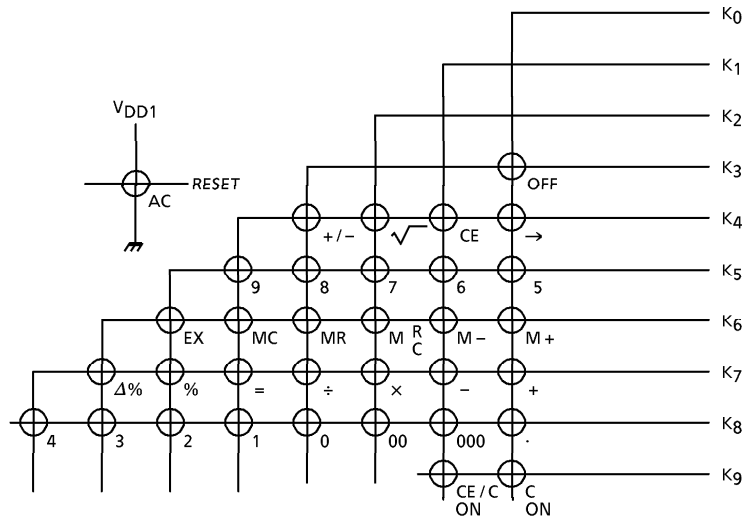 K0
K1
K2
VDD1
K3
RESET
OFF
AC
K4
+/− √ CE →
K5
9 8 7 6 5
K6
EX MC MR M R C M− M+
K7
Δ% % = ÷ × − +
K8
4 3 2 1 0 00 000 .
K9
CE/C C
ON ON